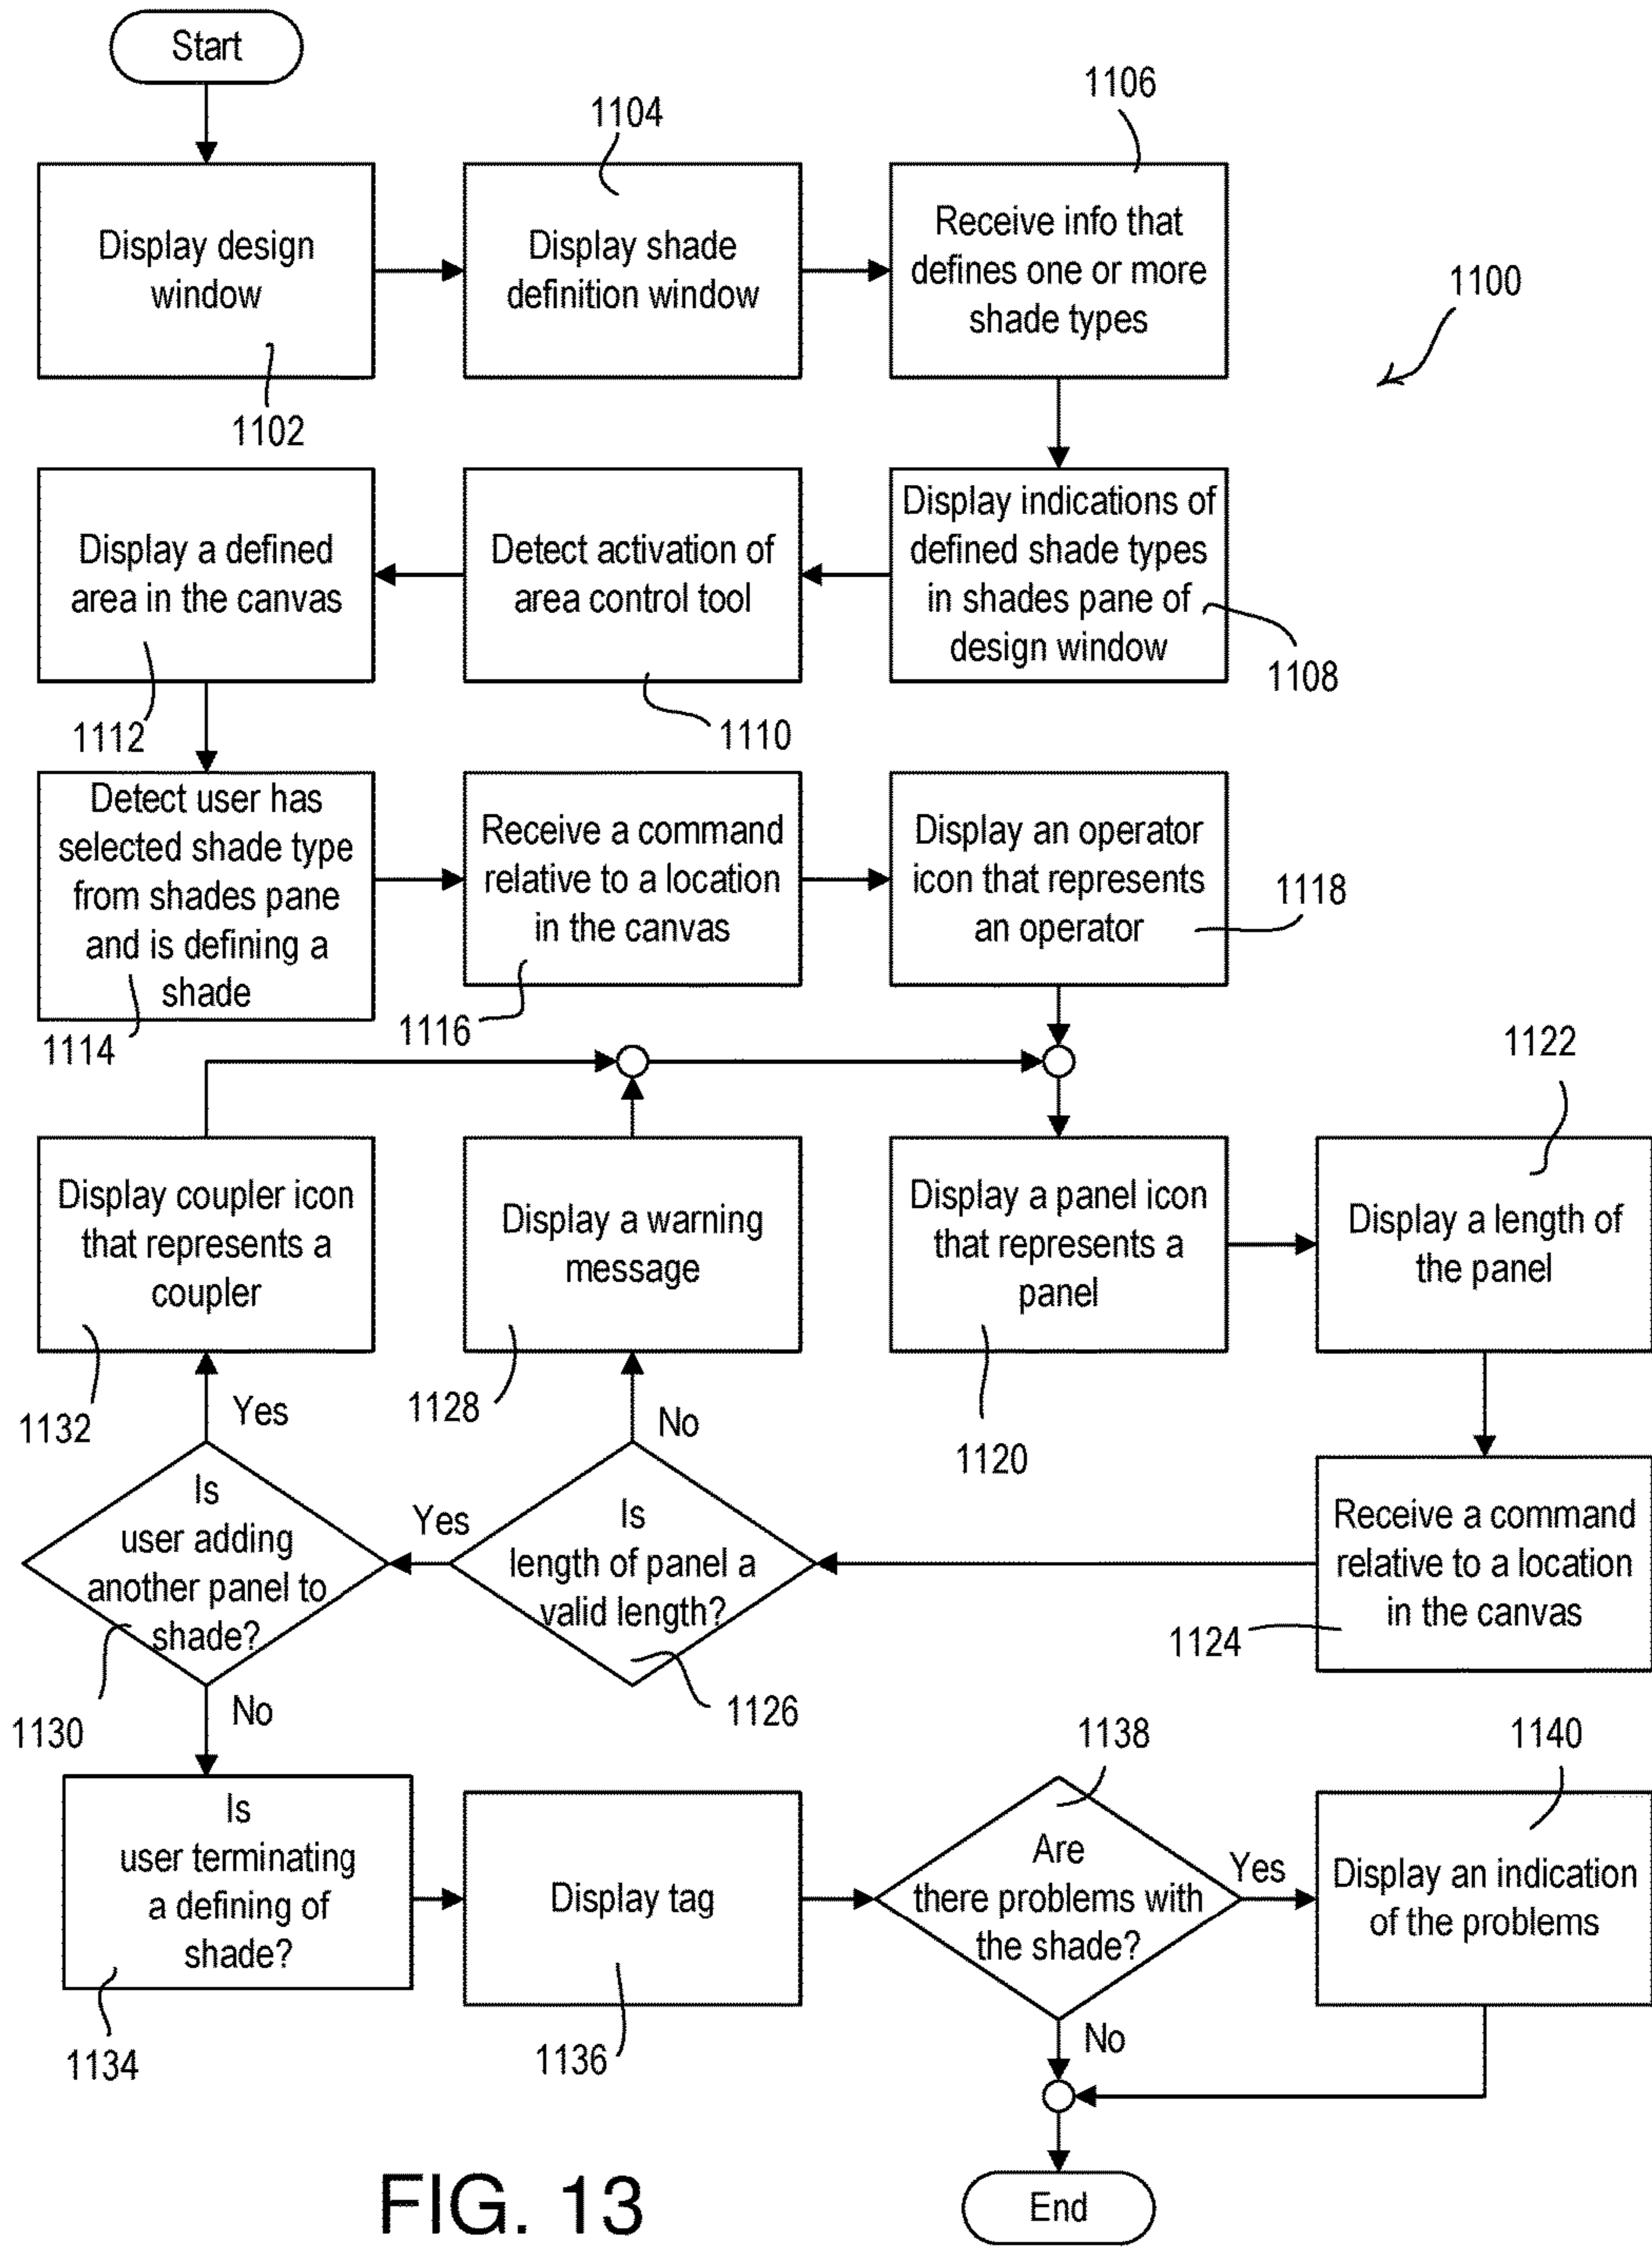 Start
1104
1106
Display design
window
1102
Display shade
definition window
Receive info that
defines one or more
shade types
1100
Display a defined
area in the canvas
1112
Detect activation of
area control tool
1110
Display indications of
defined shade types
in shades pane of
design window
1108
Detect user has
selected shade type
from shades pane
and is defining a
shade
1114
Receive a command
relative to a location
in the canvas
1116
Display an operator
icon that represents
an operator
1118
1122
Display coupler icon
that represents a
coupler
1132
Yes
Display a warning
message
1128
No
Display a panel icon
that represents a
panel
1120
Display a length of
the panel
Is
user adding
another panel to
shade?
1130
No
Yes
Is
length of panel a
valid length?
1126
Receive a command
relative to a location
in the canvas
1124
1138
1140
Is
user terminating
a defining of
shade?
1134
Display tag
1136
Are
there problems with
the shade?
Yes
No
Display an indication
of the problems
End
FIG. 13